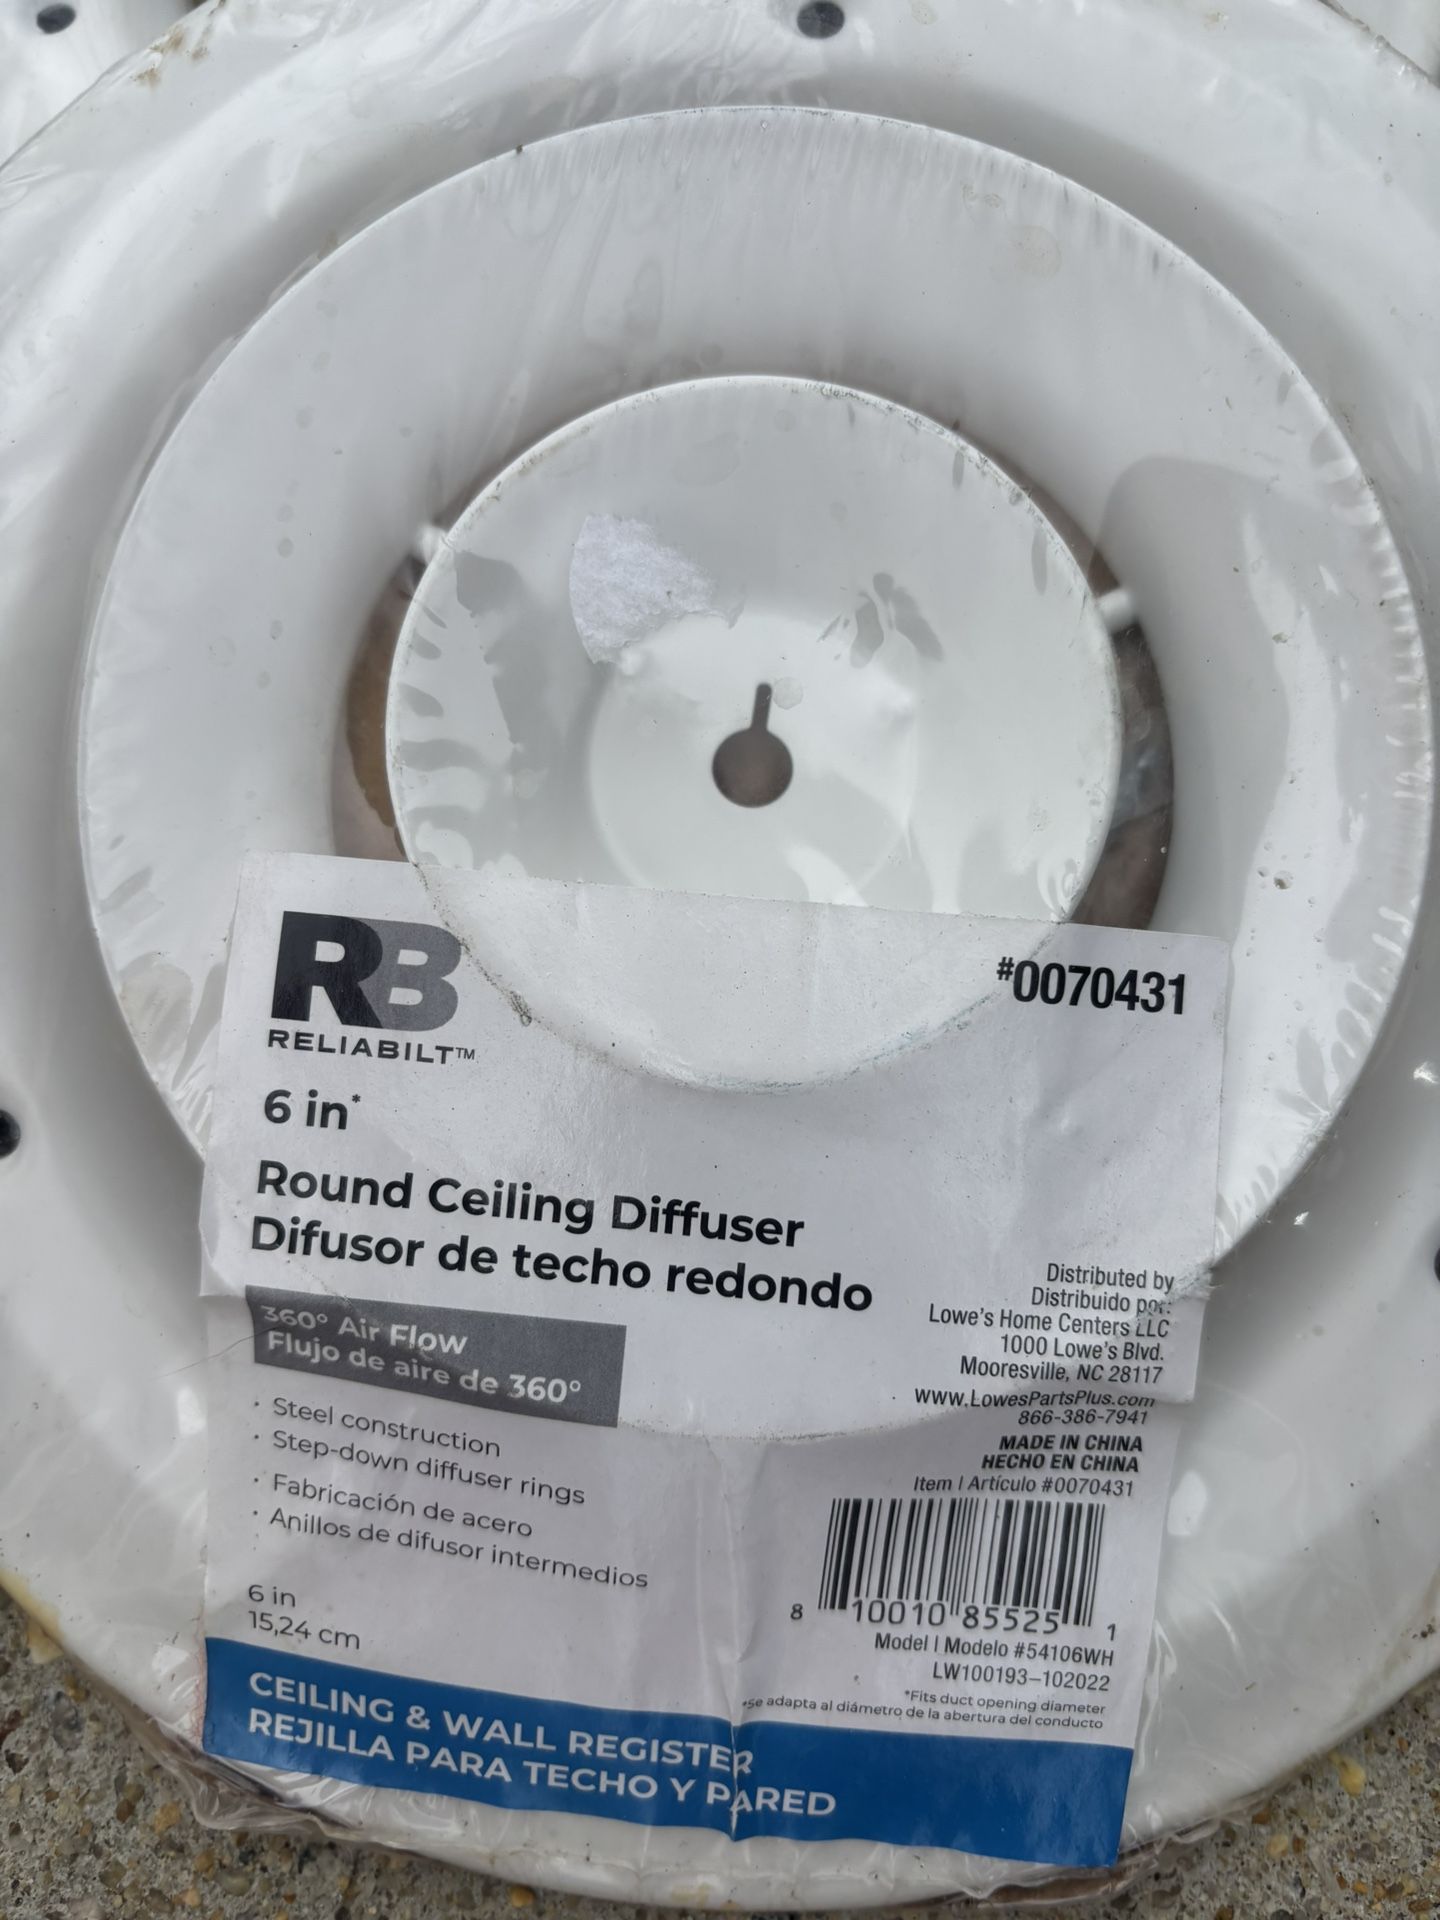 RB
RELIABILT™
#0070431
6 in*
Round Ceiling Diffuser
Difusor de techo redondo
360° Air Flow
Flujo de aire de 360°
· Steel construction
· Step-down diffuser rings
· Fabricación de acero
· Anillos de difusor intermedios
6 in
15,24 cm
Distributed by
Distribuido por:
Lowe's Home Centers LLC
1000 Lowe's Blvd.
Mooresville, NC 28117
www.LowesPartsPlus.com
866-386-7941
MADE IN CHINA
HECHO EN CHINA
Item | Artículo #0070431
8 10010 85525 1
Model | Modelo #54106WH
LW100193-102022
*Fits duct opening diameter
*Se adapta al diámetro de la abertura del conducto
CEILING & WALL REGISTER
REJILLA PARA TECHO Y PARED